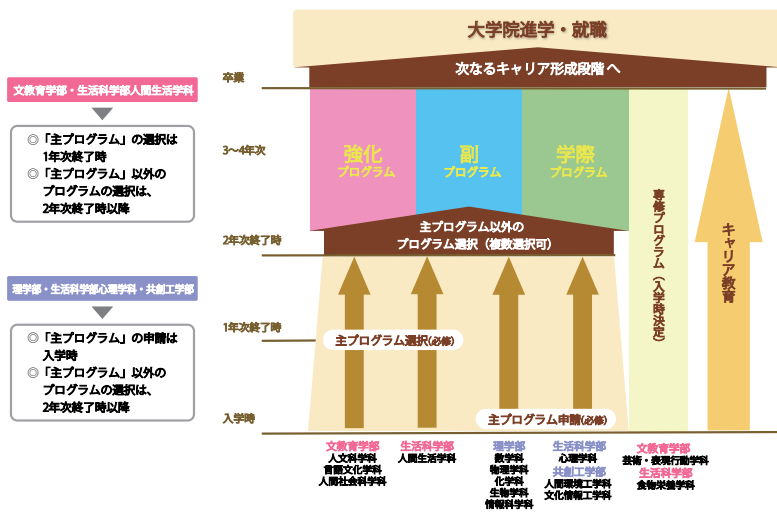 大学院進学・就職
次なるキャリア形成段階へ
卒業
文教育学部・生活科学部人間生活学科
◎「主プログラム」の選択は
1年次終了時
◎「主プログラム」以外の
プログラムの選択は、
2年次終了時以降
3〜4年次
強化
プログラム
副
プログラム
学際
プログラム
専修プログラム（入学時決定）
キャリア教育
2年次終了時
主プログラム以外の
プログラム選択（複数選択可）
理学部・生活科学部心理学科・共創工学部
◎「主プログラム」の申請は
入学時
◎「主プログラム」以外の
プログラムの選択は、
2年次終了時以降
1年次終了時
主プログラム選択(必修)
入学時
主プログラム申請(必修)
文教育学部
人文科学科
言語文化学科
人間社会科学科
生活科学部
人間生活学科
理学部
数学科
物理学科
化学科
生物学科
情報科学科
生活科学部
心理学科
共創工学部
人間環境工学科
文化情報工学科
文教育学部
芸術・表現行動学科
生活科学部
食物栄養学科